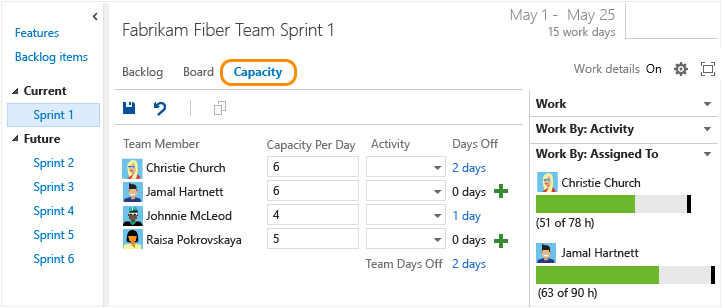 Features
Backlog items
Current
Sprint 1
Future
Sprint 2
Sprint 3
Sprint 4
Sprint 5
Sprint 6
Fabrikam Fiber Team Sprint 1
May 1 - May 25
15 work days
Backlog Board Capacity
Work details On
Team Member Capacity Per Day Activity Days Off
Christie Church 6 2 days
Jamal Hartnett 6 0 days
Johnnie McLeod 4 1 day
Raisa Pokrovskaya 5 0 days
Team Days Off 2 days
Work
Work By: Activity
Work By: Assigned To
Christie Church
(51 of 78 h)
Jamal Hartnett
(63 of 90 h)